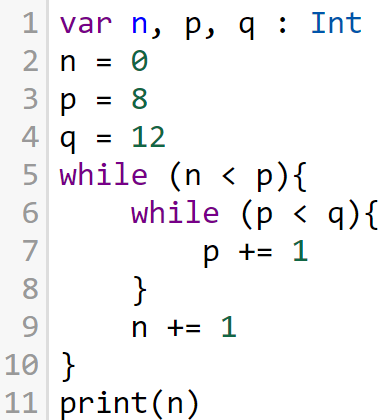 1 var n, p, q : Int
2 n = 0
3 p = 8
4 q = 12
5 while (n < p){
6     while (p < q){
7         p += 1
8     }
9     n += 1
10 }
11 print(n)